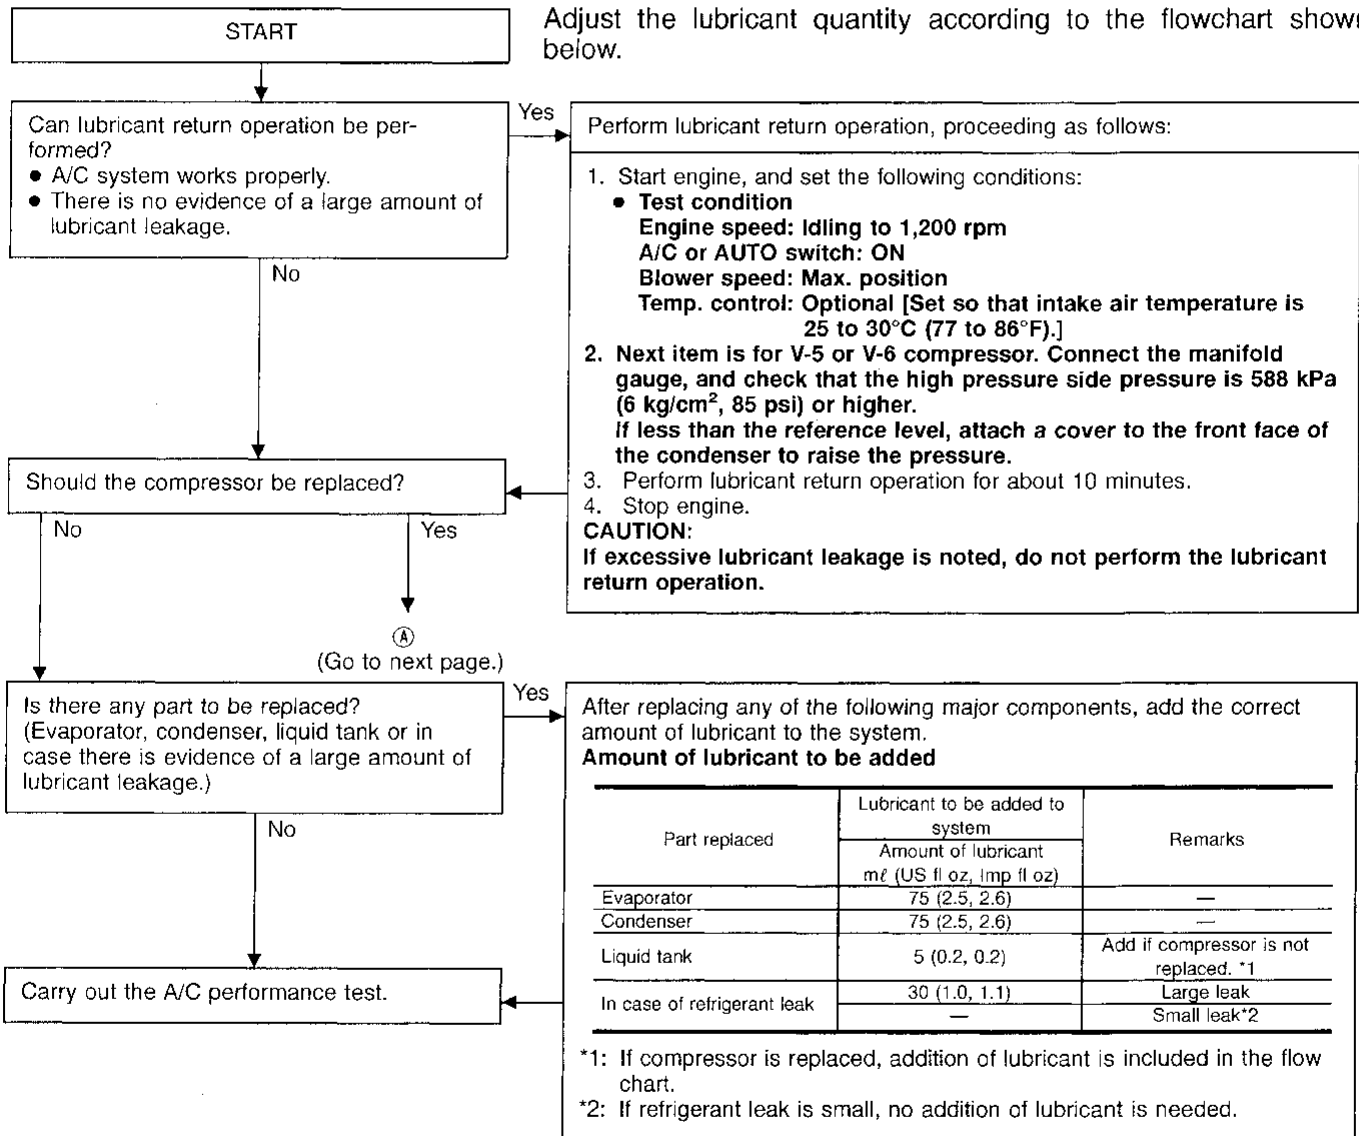 START
Adjust the lubricant quantity according to the flowchart shown
below.
Can lubricant return operation be per-
formed?
● A/C system works properly.
● There is no evidence of a large amount of
lubricant leakage.
Yes
No
Perform lubricant return operation, proceeding as follows:
1. Start engine, and set the following conditions:
● Test condition
Engine speed: Idling to 1,200 rpm
A/C or AUTO switch: ON
Blower speed: Max. position
Temp. control: Optional [Set so that intake air temperature is
25 to 30°C (77 to 86°F).]
2. Next item is for V-5 or V-6 compressor. Connect the manifold
gauge, and check that the high pressure side pressure is 588 kPa
(6 kg/cm², 85 psi) or higher.
If less than the reference level, attach a cover to the front face of
the condenser to raise the pressure.
3. Perform lubricant return operation for about 10 minutes.
4. Stop engine.
CAUTION:
If excessive lubricant leakage is noted, do not perform the lubricant
return operation.
Should the compressor be replaced?
No
Yes
Ⓐ
(Go to next page.)
Is there any part to be replaced?
(Evaporator, condenser, liquid tank or in
case there is evidence of a large amount of
lubricant leakage.)
Yes
No
After replacing any of the following major components, add the correct
amount of lubricant to the system.
Amount of lubricant to be added
Part replaced
Lubricant to be added to
system
Amount of lubricant
mℓ (US fl oz, Imp fl oz)
Remarks
Evaporator 75 (2.5, 2.6) —
Condenser 75 (2.5, 2.6) —
Liquid tank 5 (0.2, 0.2) Add if compressor is not
replaced. *1
In case of refrigerant leak 30 (1.0, 1.1) Large leak
— Small leak*2
*1: If compressor is replaced, addition of lubricant is included in the flow
chart.
*2: If refrigerant leak is small, no addition of lubricant is needed.
Carry out the A/C performance test.